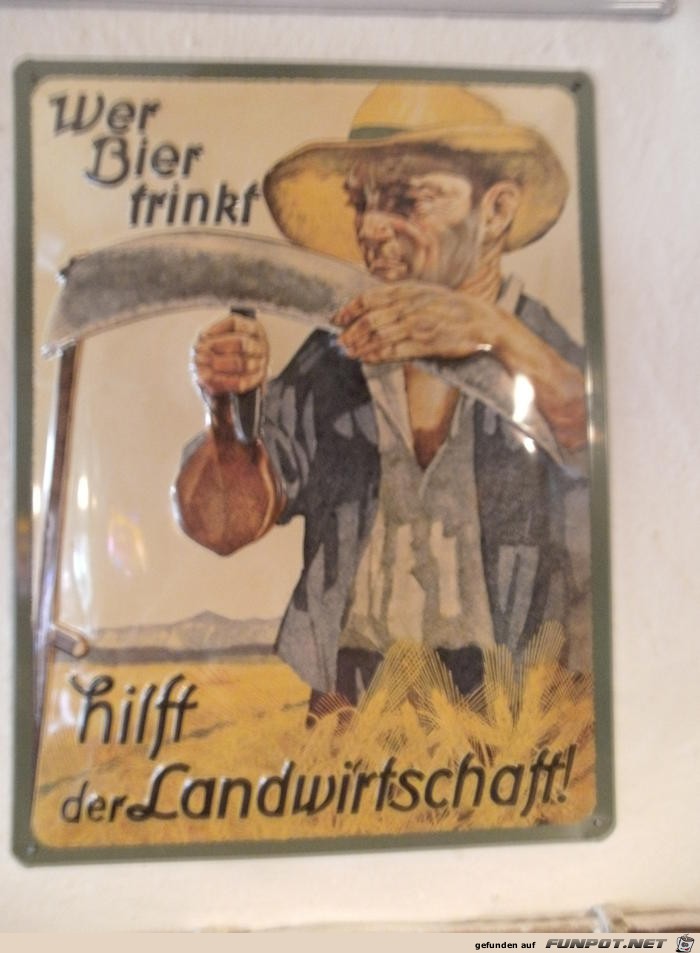 Wer
Bier
trinkt
hilft
der Landwirtschaft!
gefunden auf FUNPOT.NET